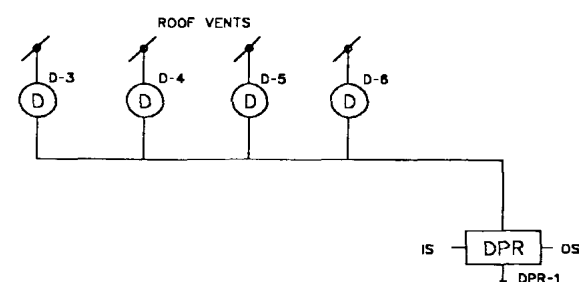 ROOF VENTS
D-3 D-4 D-5 D-6
D D D D
IS DPR OS
DPR-1